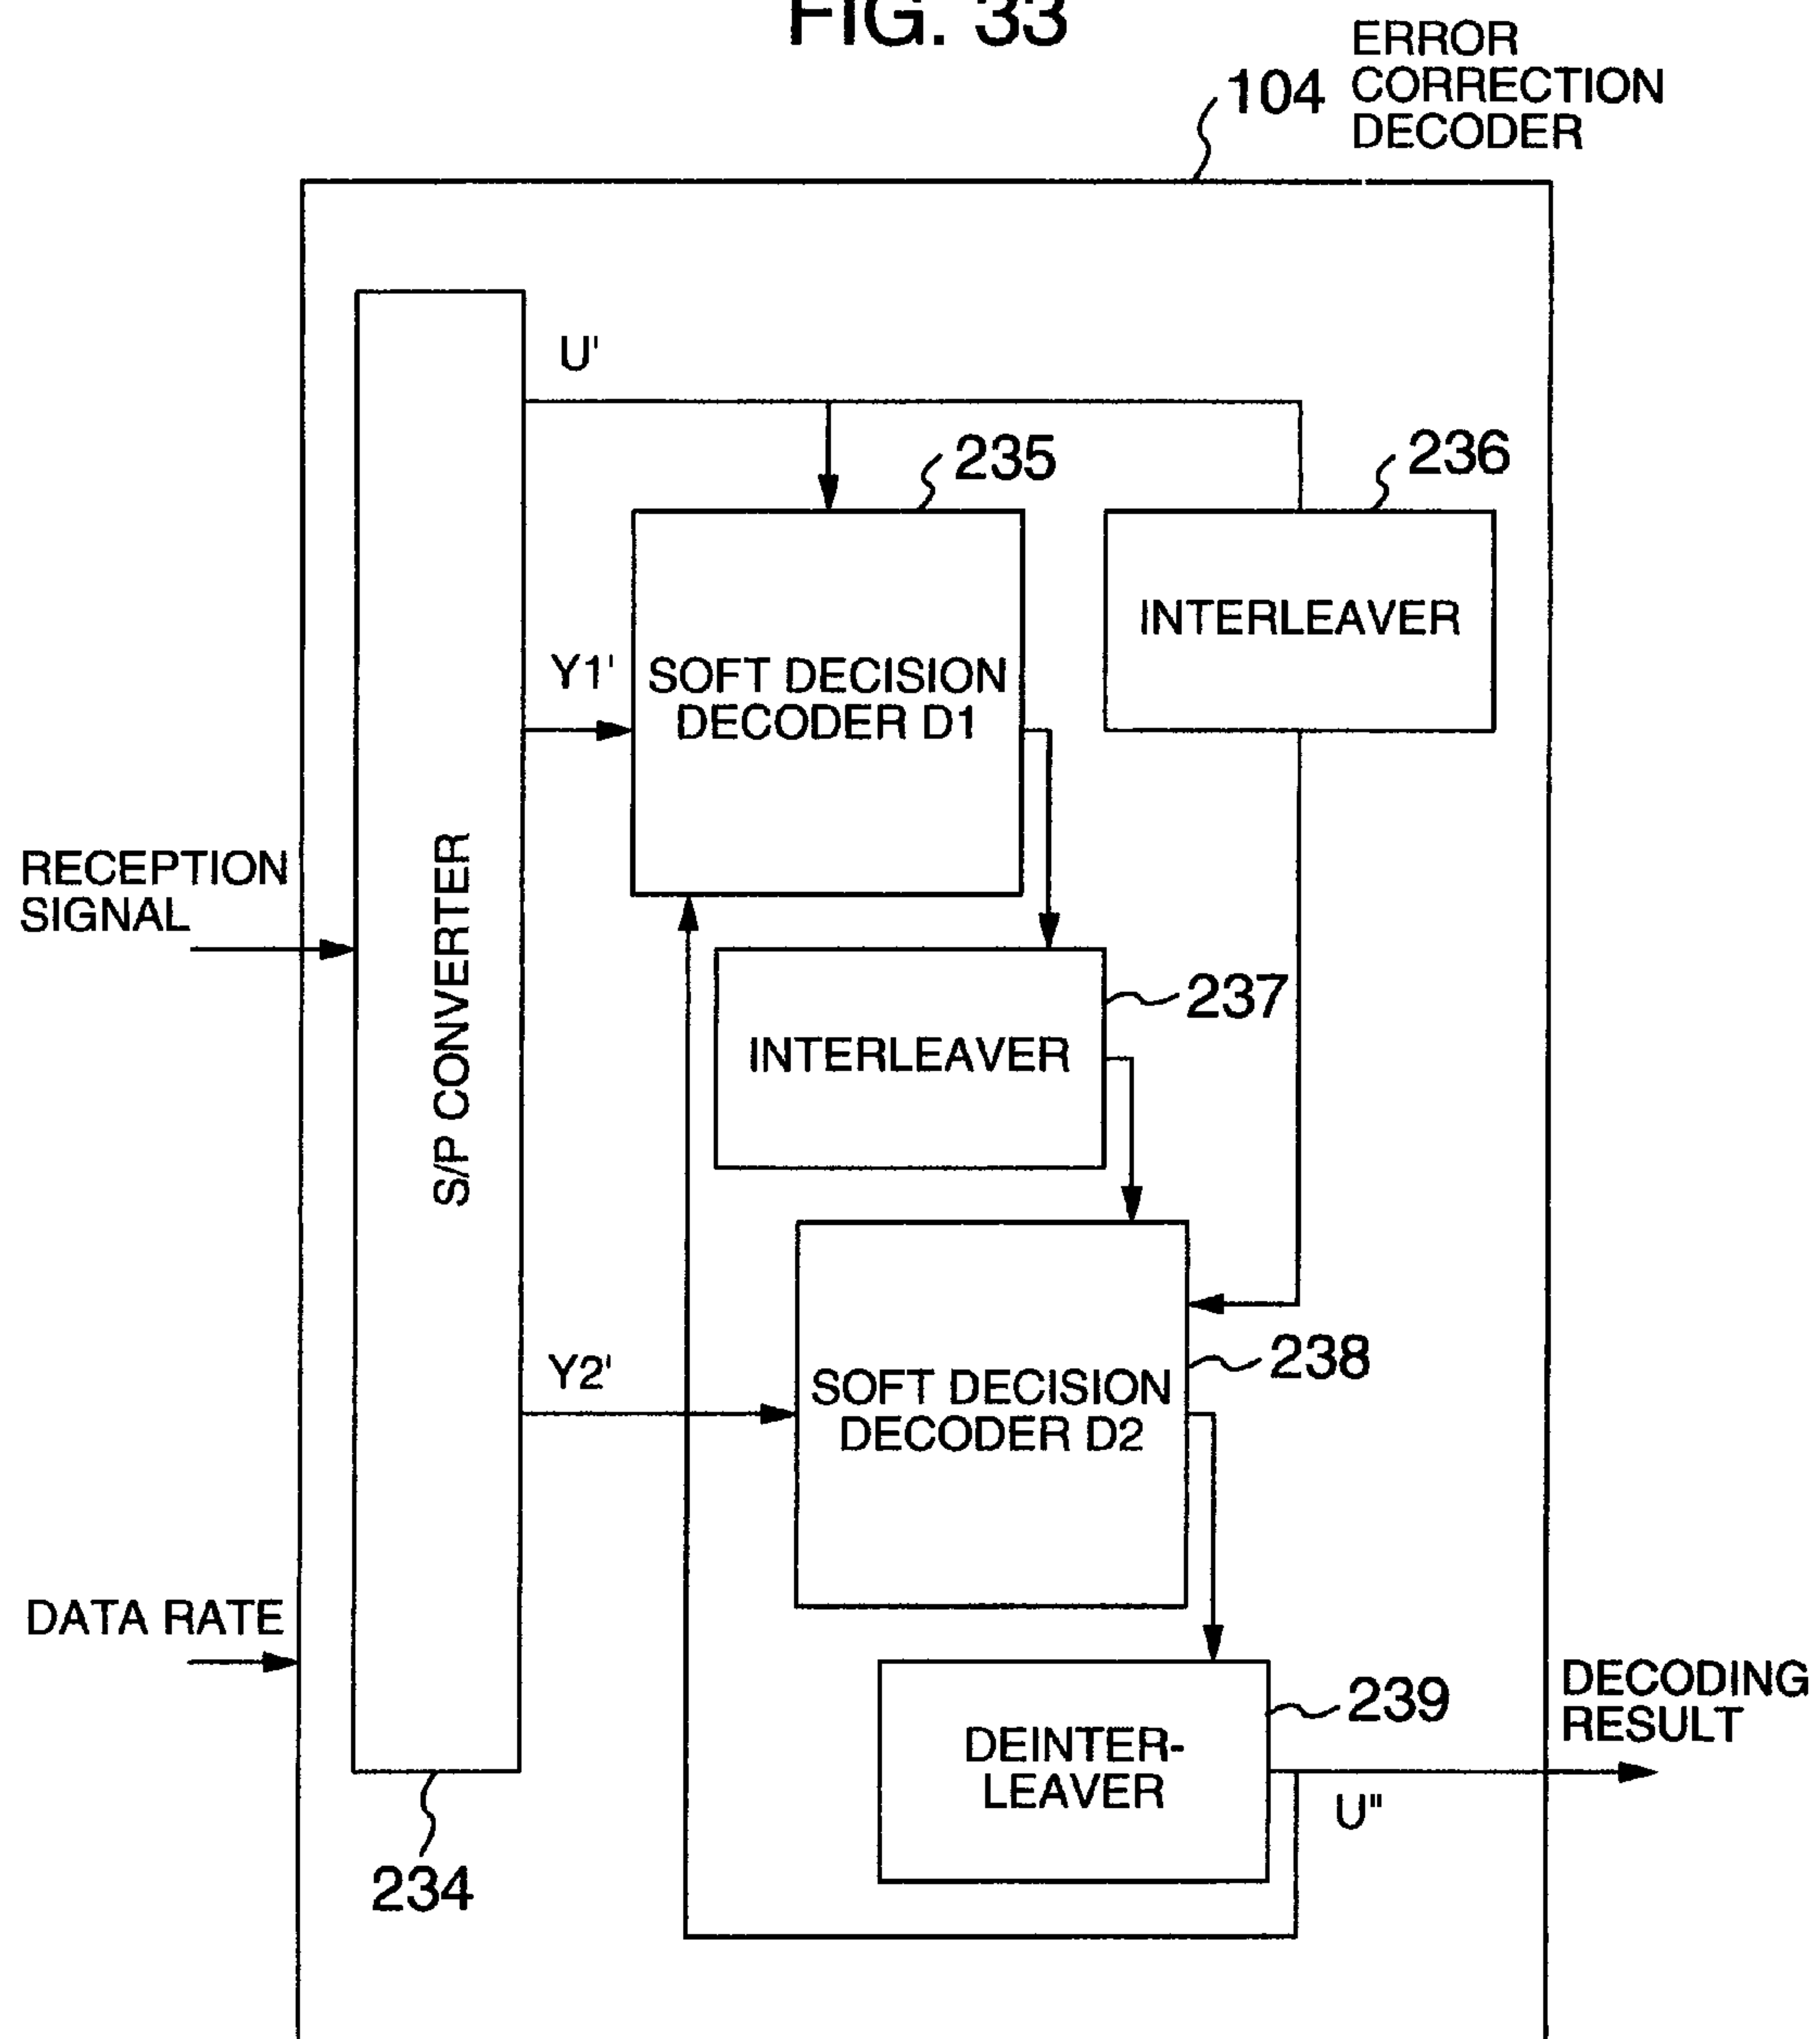 FIG. 33
104
ERROR
CORRECTION
DECODER
U'
235
236
INTERLEAVER
Y1'
SOFT DECISION
DECODER D1
S/P CONVERTER
RECEPTION
SIGNAL
237
INTERLEAVER
Y2'
238
SOFT DECISION
DECODER D2
DATA RATE
239
DEINTER-
LEAVER
DECODING
RESULT
U"
234